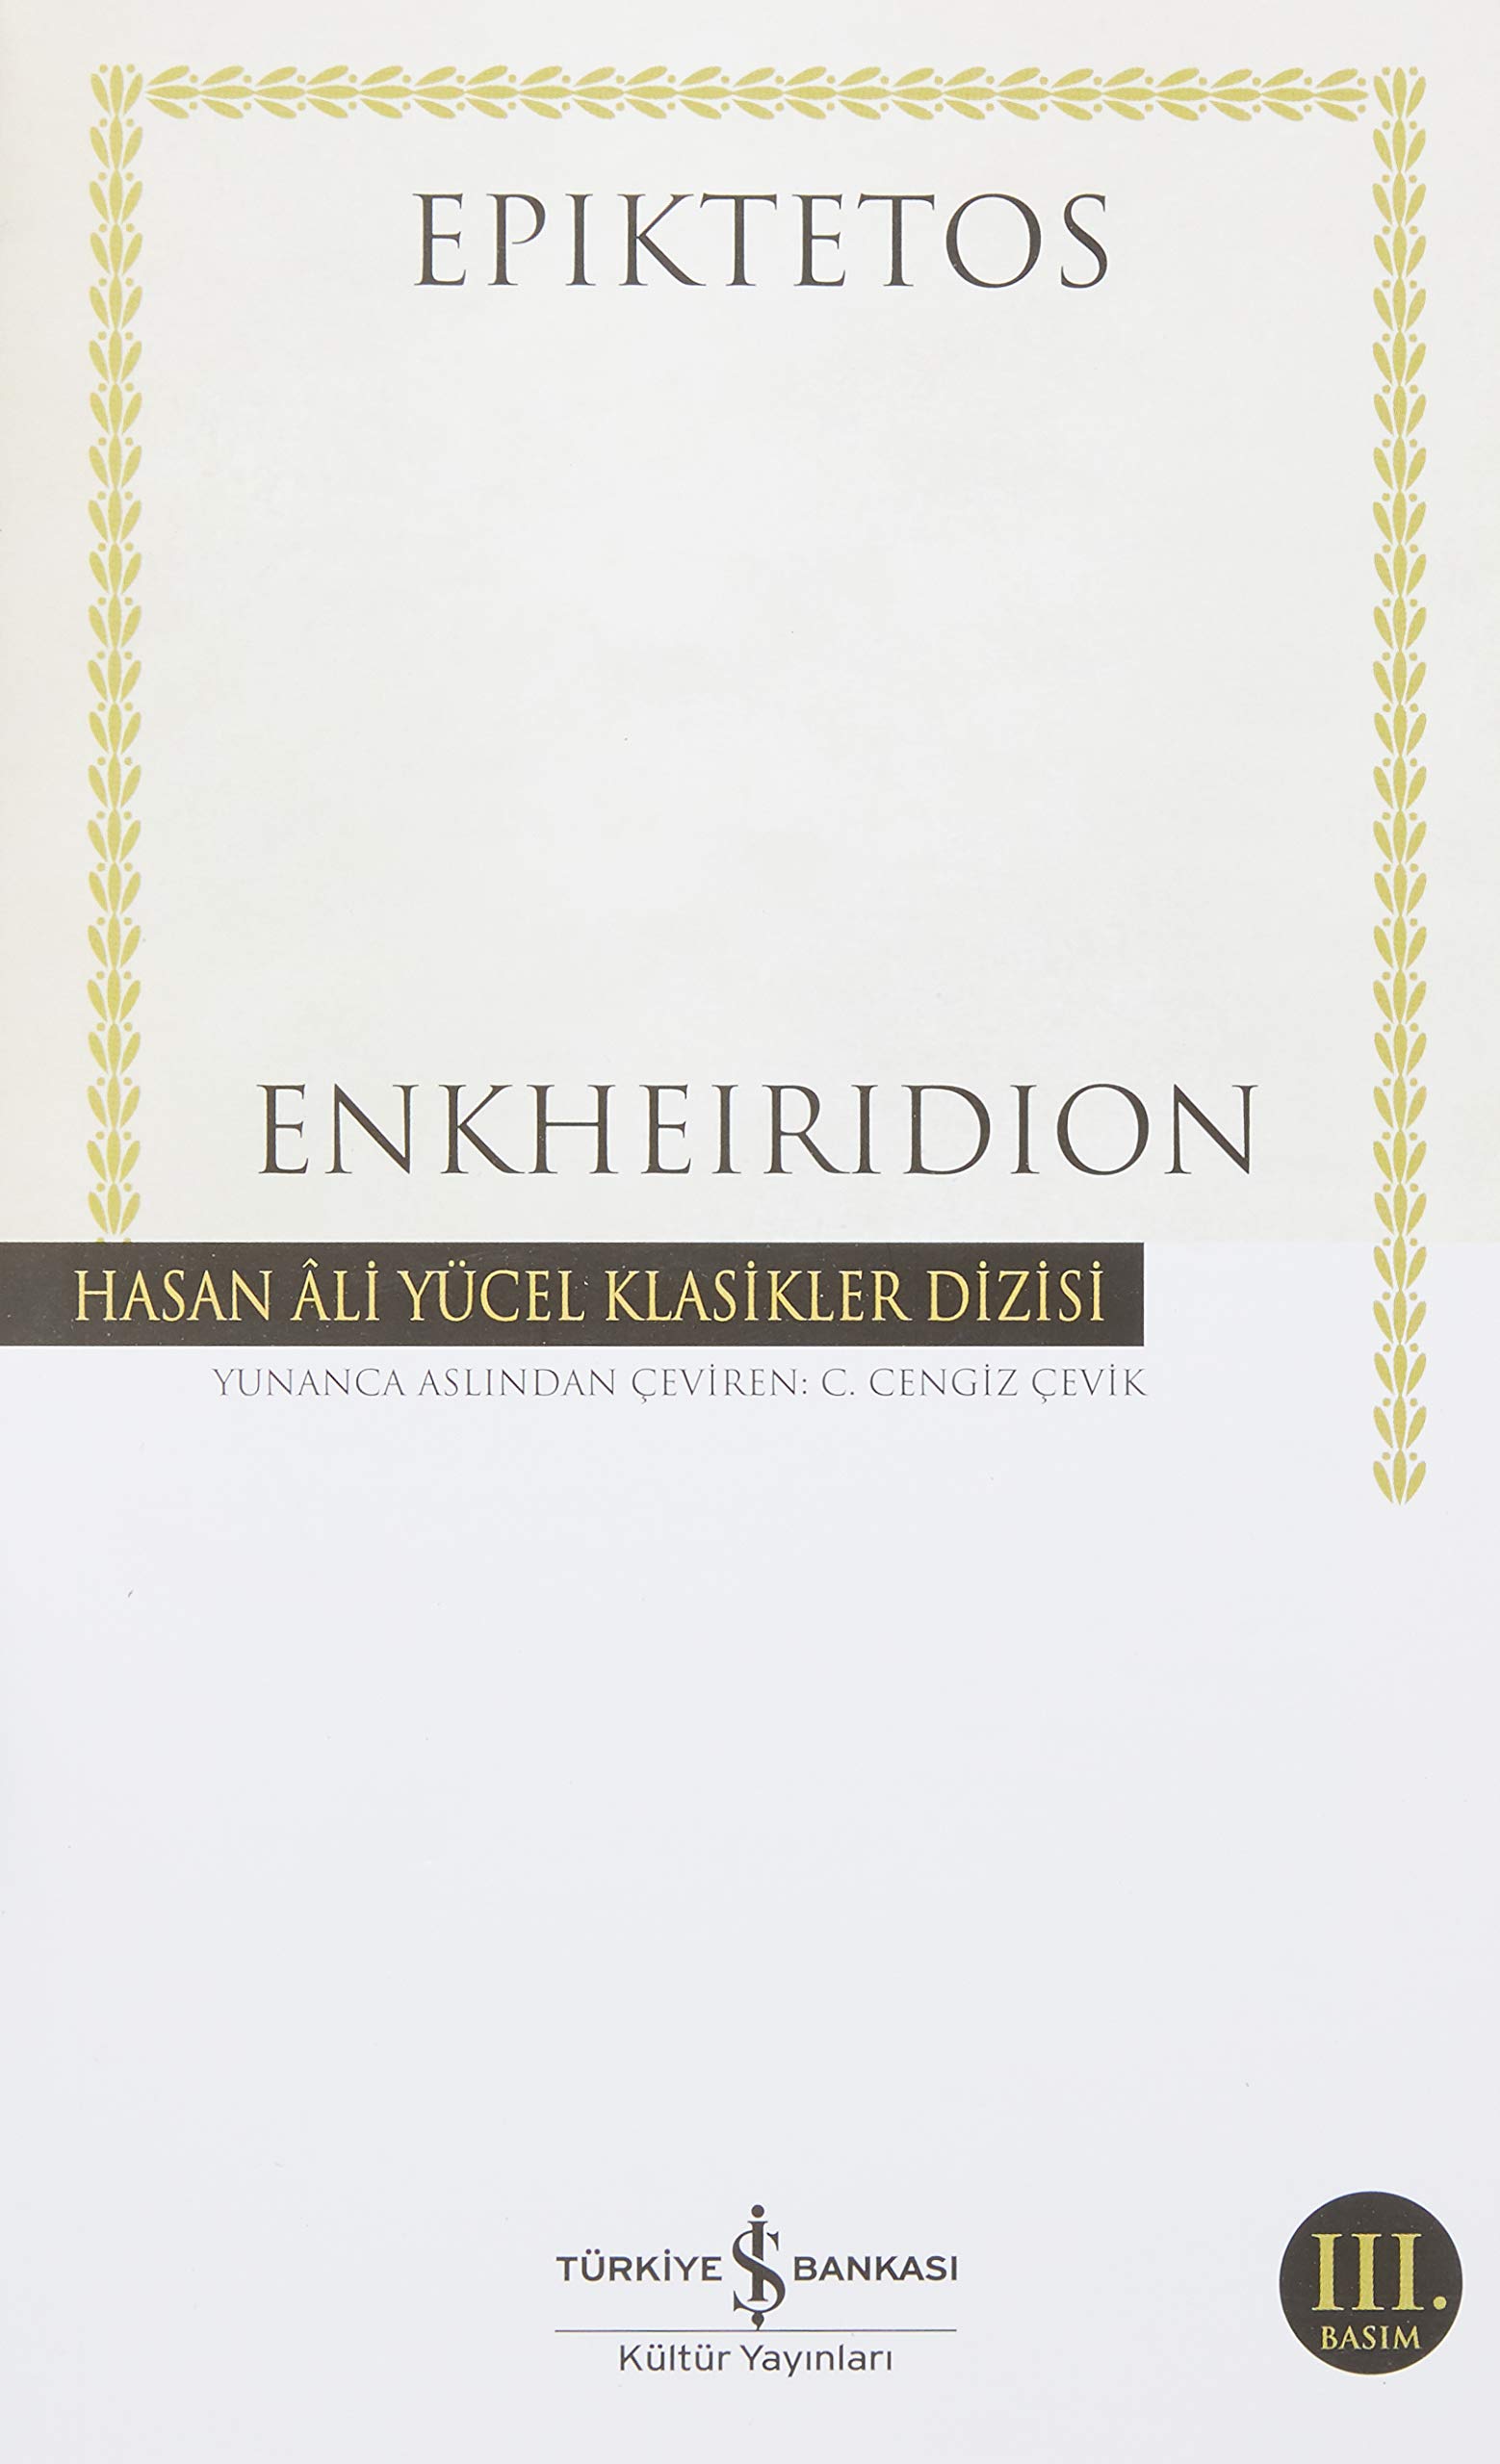 EPIKTETOS
ENKHEIRIDION
HASAN ÂLİ YÜCEL KLASİKLER DİZİSİ
YUNANCA ASLINDAN ÇEVİREN: C. CENGİZ ÇEVİK
TÜRKİYE İŞ BANKASI
Kültür Yayınları
III.
BASIM